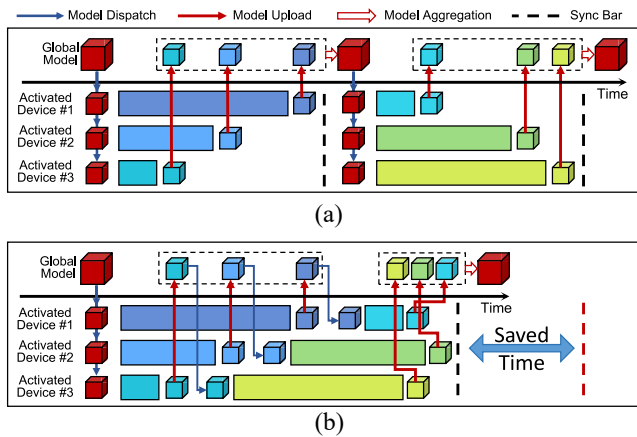 Model Dispatch
Model Upload
Model Aggregation
Sync Bar
Global
Model
Time
Activated
Device #1
Activated
Device #2
Activated
Device #3
(a)
Global
Model
Time
Activated
Device #1
Activated
Device #2
Activated
Device #3
Saved
Time
(b)